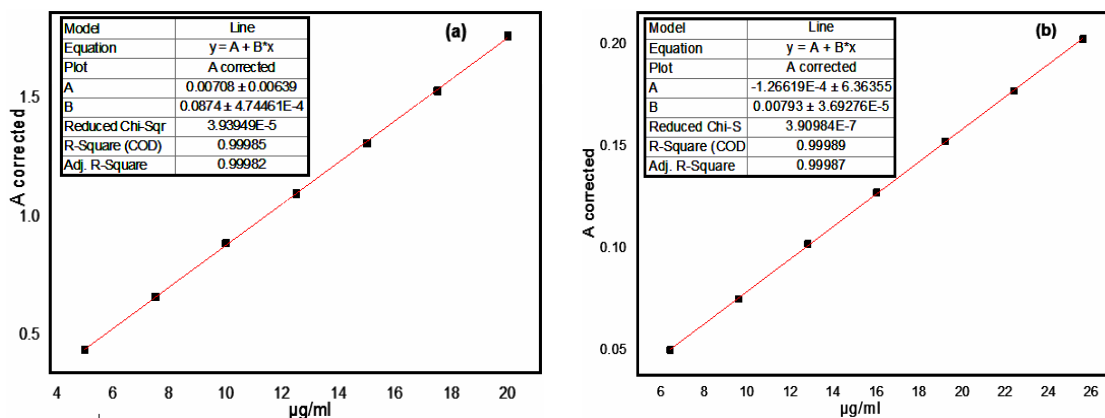 Model Line
Equation y = A + B*x
Plot A corrected
A 0.00708 ± 0.00639
B 0.0874 ± 4.74461E-4
Reduced Chi-Sqr 3.93949E-5
R-Square (COD) 0.99985
Adj. R-Square 0.99982
(a)
A corrected
1.5
1.0
0.5
4 6 8 10 12 14 16 18 20
µg/ml
Model Line
Equation y = A + B*x
Plot A corrected
A -1.26619E-4 ± 6.36355
B 0.00793 ± 3.69276E-5
Reduced Chi-S 3.90984E-7
R-Square (COD 0.99989
Adj. R-Square 0.99987
(b)
A corrected
0.20
0.15
0.10
0.05
6 8 10 12 14 16 18 20 22 24 26
µg/ml